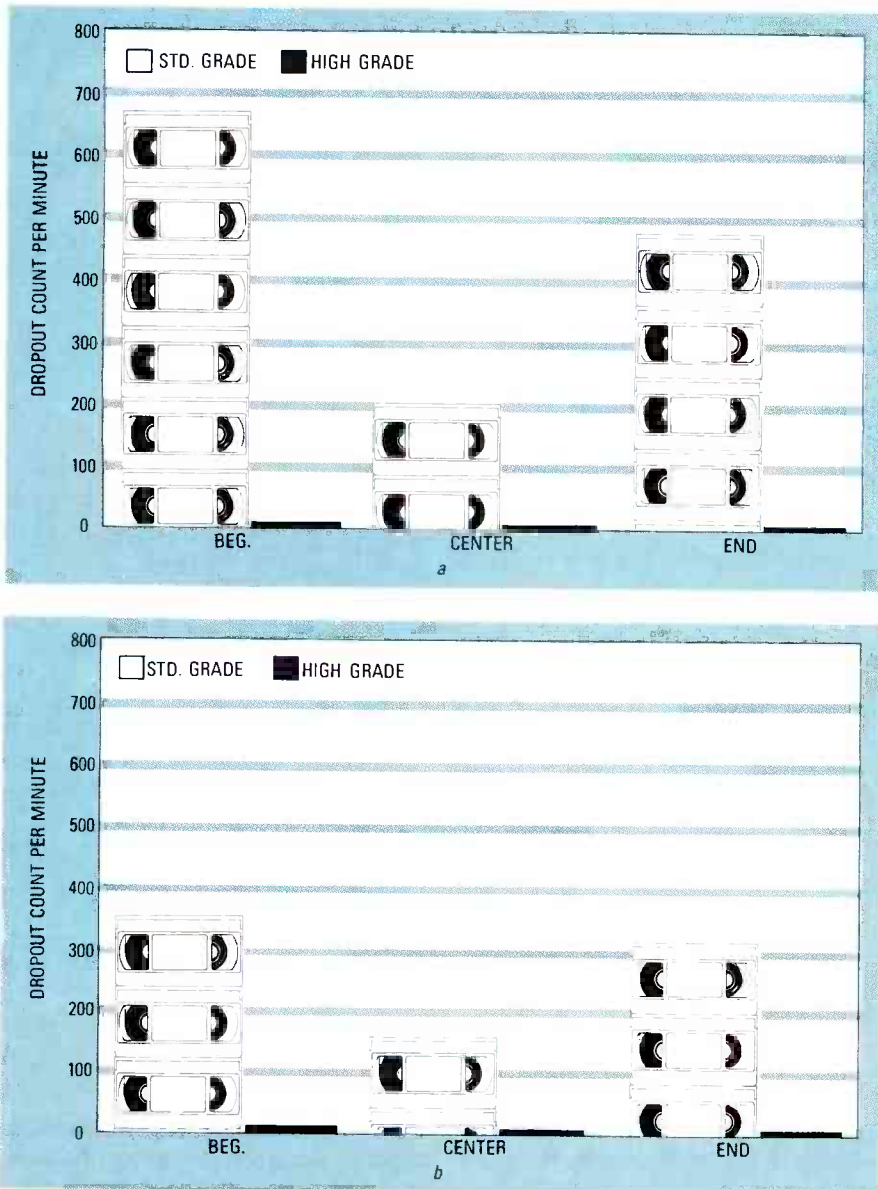 800
STD. GRADE HIGH GRADE
700
600
500
400
300
200
100
0
DROPOUT COUNT PER MINUTE
BEG. CENTER END
a
800
STD. GRADE HIGH GRADE
700
600
500
400
300
200
100
0
DROPOUT COUNT PER MINUTE
BEG. CENTER END
b